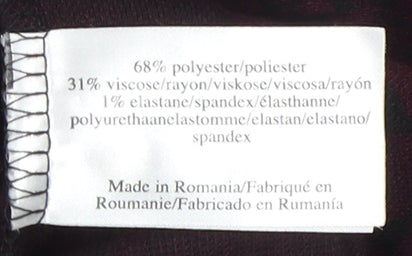 68% polyester/poliester
31% viscose/rayon/viskose/viscosa/rayón
1% elastane/spandex/élasthanne/
polyurethaanelastomme/elastan/elastano/
spandex
Made in Romania/Fabriqué en
Roumanie/Fabricado en Rumanía